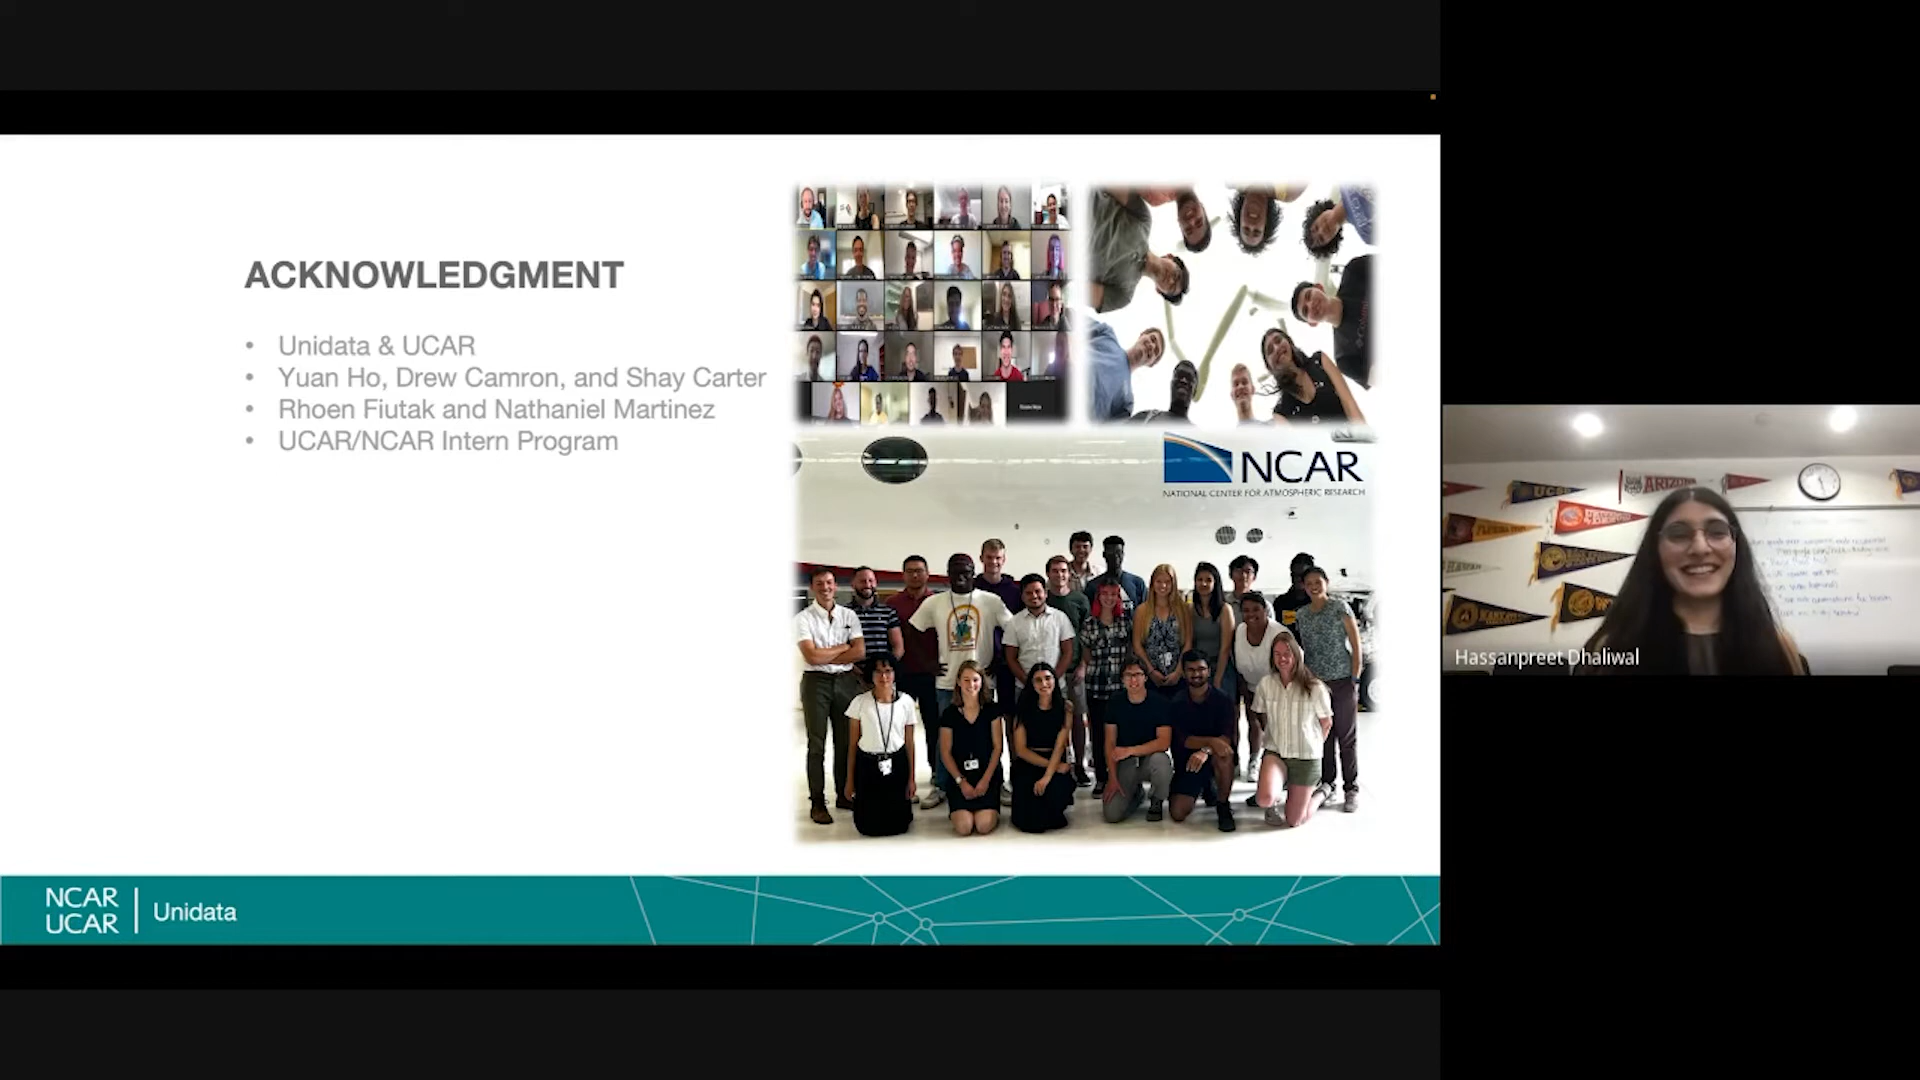 ACKNOWLEDGMENT
• Unidata & UCAR
• Yuan Ho, Drew Camron, and Shay Carter
• Rhoen Fiutak and Nathaniel Martinez
• UCAR/NCAR Intern Program
NCAR
NATIONAL CENTER FOR ATMOSPHERIC RESEARCH
NCAR
UCAR
Unidata
ARIZONA
Hassanpreet Dhaliwal